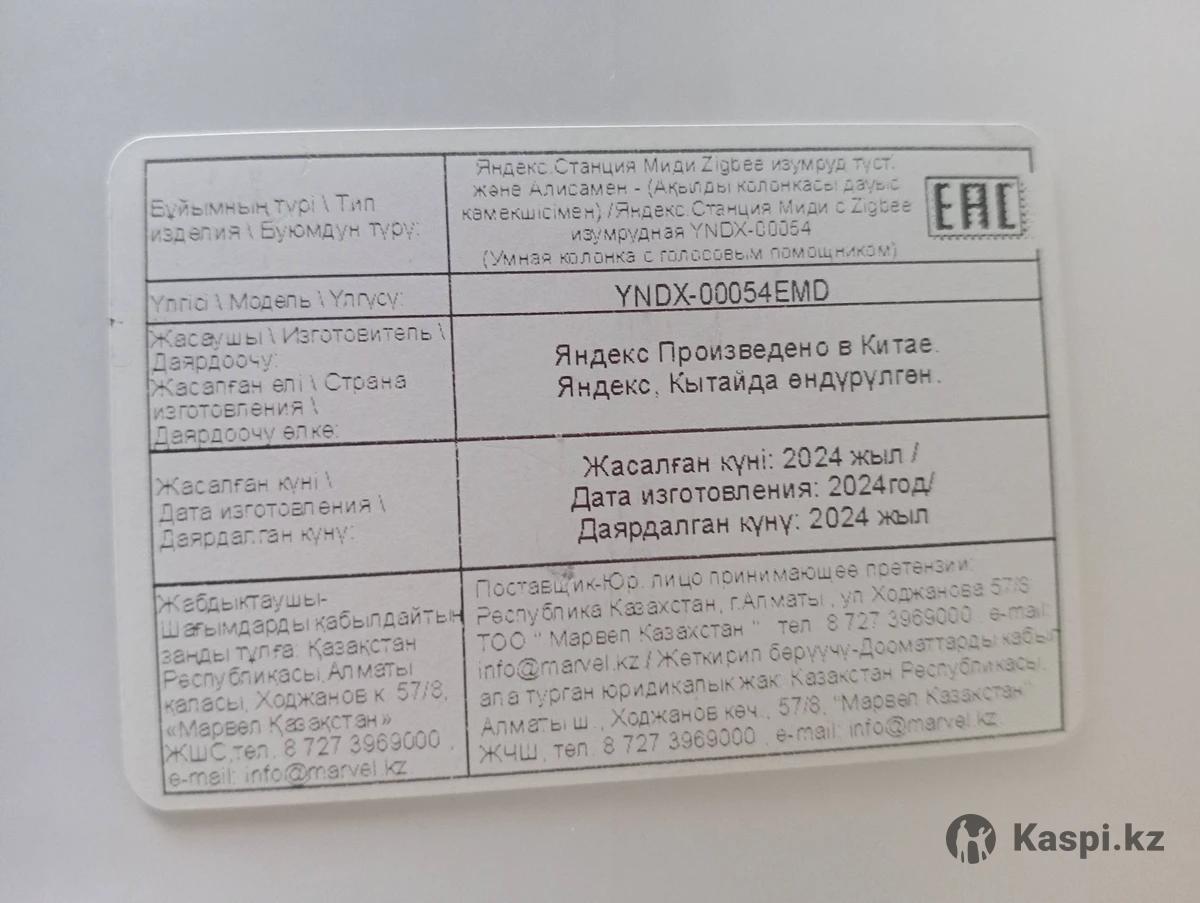 Бұйымның түрі \ Тип
изделия \ Буюмдун түрү:
Яндекс.Станция Миди Zigbee изумруд түст.
және Алисамен - (Ақылды колонкасы дауыс
көмекшісімен) /Яндекс.Станция Миди с Zigbee
изумрудная YNDX-00054
(Умная колонка с голосовым помощником)
EAC
Үлгісі \ Модель \ Үлгүсү:
YNDX-00054EMD
Жасаушы \ Изготовитель \
Даярдоочу:
Жасалған елі \ Страна
изготовления \
Даярдоочу өлкө:
Яндекс Произведено в Китае.
Яндекс, Кытайда өндүрүлгөн.
Жасалған күні \
Дата изготовления \
Даярдалган күнү:
Жасалған күні: 2024 жыл /
Дата изготовления: 2024год/
Даярдалган күнү: 2024 жыл
Жабдықтаушы-
Шағымдарды қабылдайтын
заңды тұлға: Қазақстан
Республикасы,Алматы
қаласы, Ходжанов к. 57/8,
«Марвел Қазақстан»
ЖШС,тел. 8 727 3969000 ,
e-mail: info@marvel.kz
Поставщик-Юр. лицо принимающее претензии:
Республика Казахстан, г.Алматы , ул Ходжанова 57/8
ТОО " Марвел Казахстан " тел. 8 727 3969000 , e-mail:
info@marvel.kz / Жеткирип берүүчү-Дооматтарды кабыл
ала турган юридикалык жак: Казакстан Республикасы,
Алматы ш., Ходжанов көч., 57/8, "Марвел Казакстан"
ЖЧШ, тел. 8 727 3969000 , e-mail: info@marvel.kz
Kaspi.kz